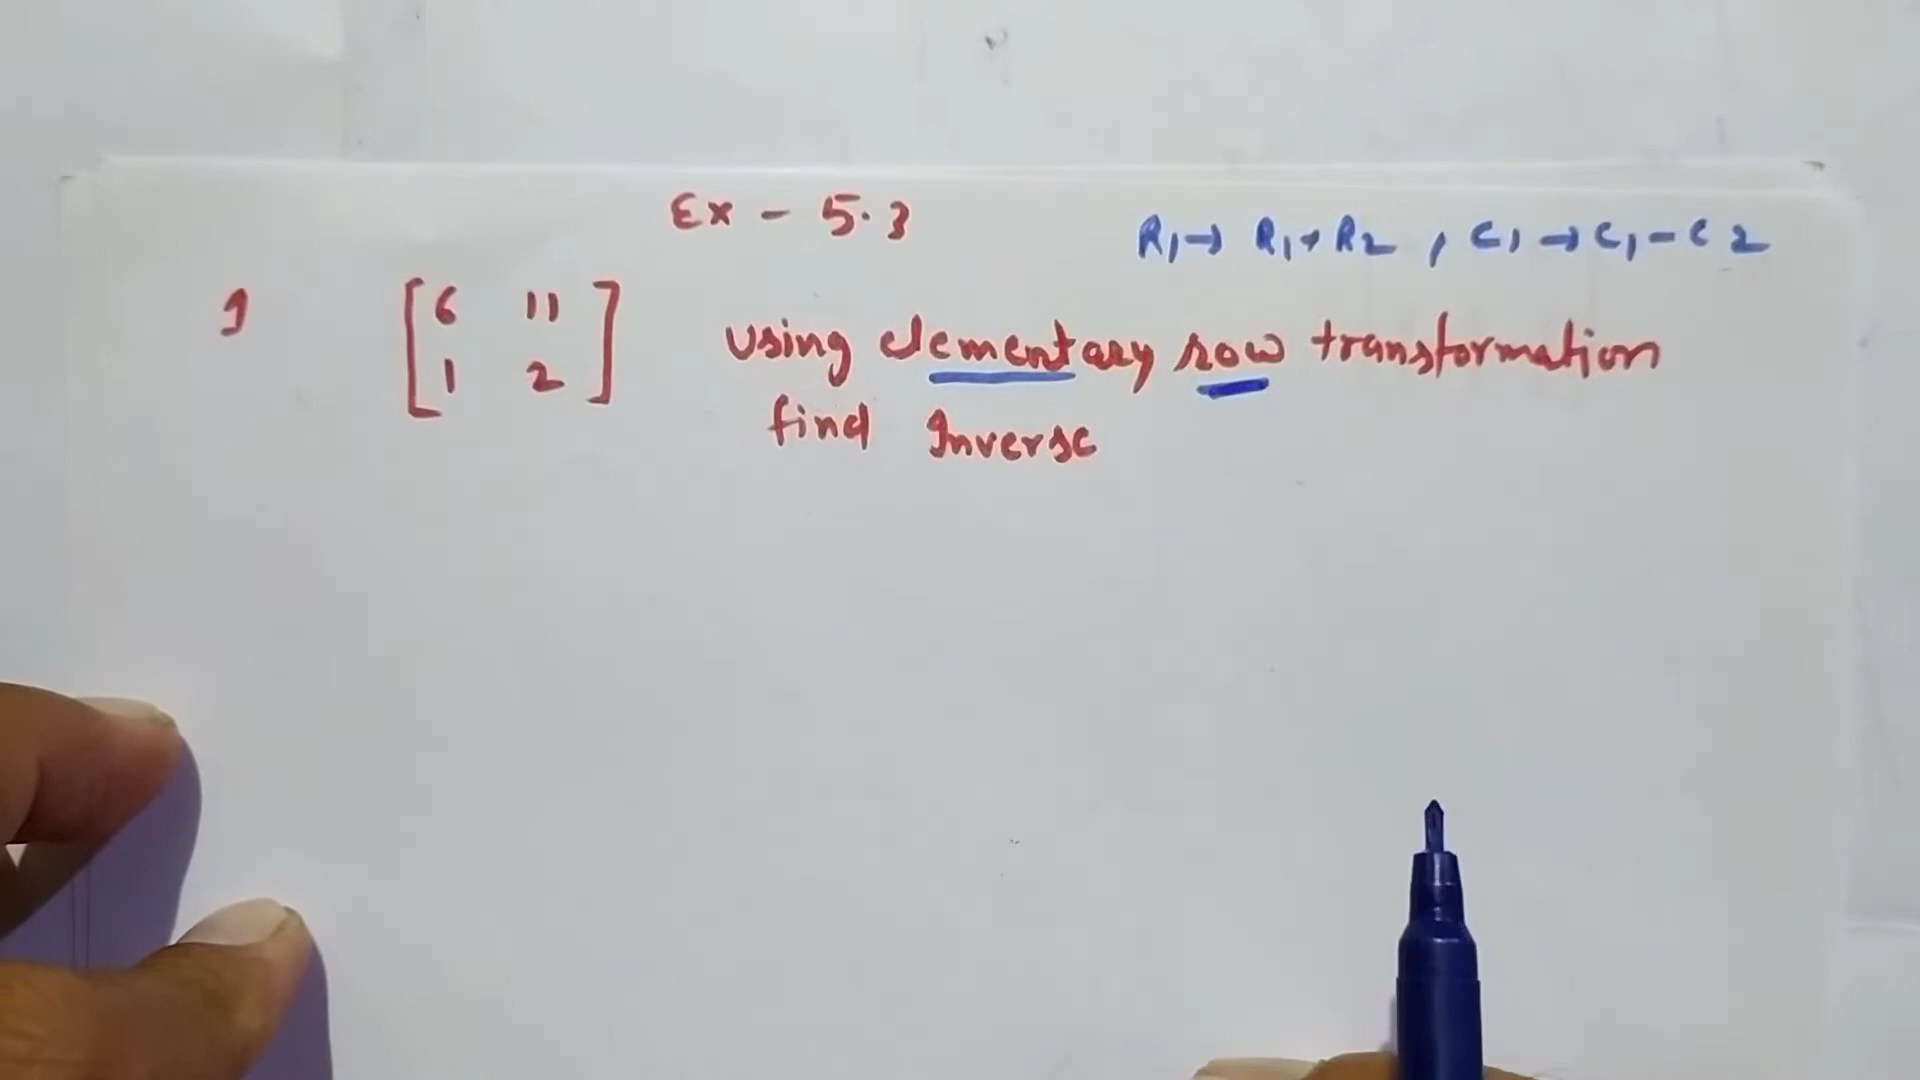 Ex - 5.3
R₁→ R₁+R₂ , C₁→C₁-C₂
1 [6 11
1 2]
using elementary row transformation
find Inverse